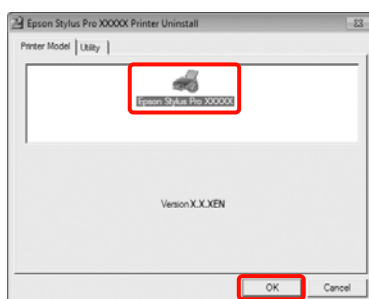 Epson Stylus Pro XXXXX Printer Uninstall
Printer Model Utility
Epson Stylus Pro XXXXX
Version X.X.XEN
OK Cancel